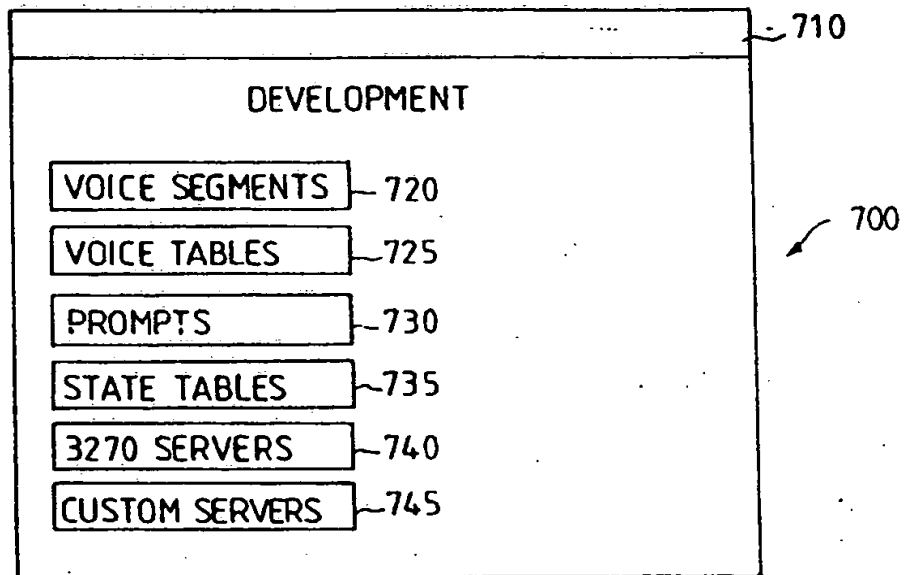 710
DEVELOPMENT
VOICE SEGMENTS 720
700
VOICE TABLES 725
PROMPTS 730
STATE TABLES 735
3270 SERVERS 740
CUSTOM SERVERS 745